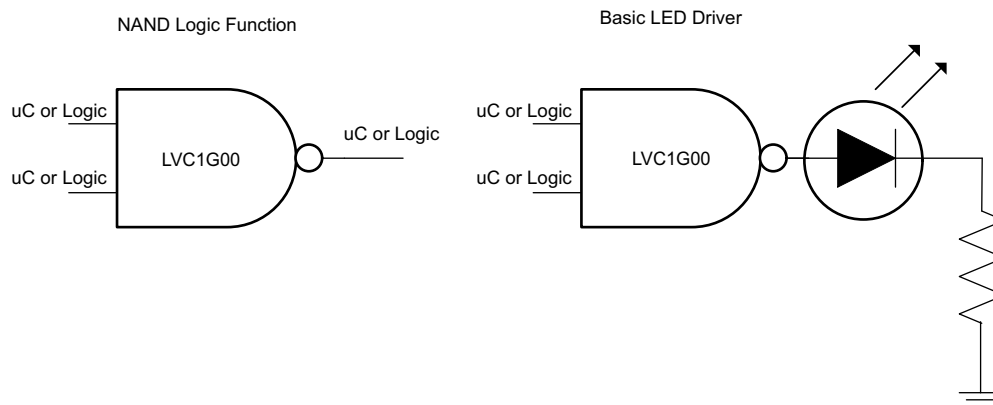 NAND Logic Function
uC or Logic
uC or Logic
LVC1G00
uC or Logic
Basic LED Driver
uC or Logic
uC or Logic
LVC1G00